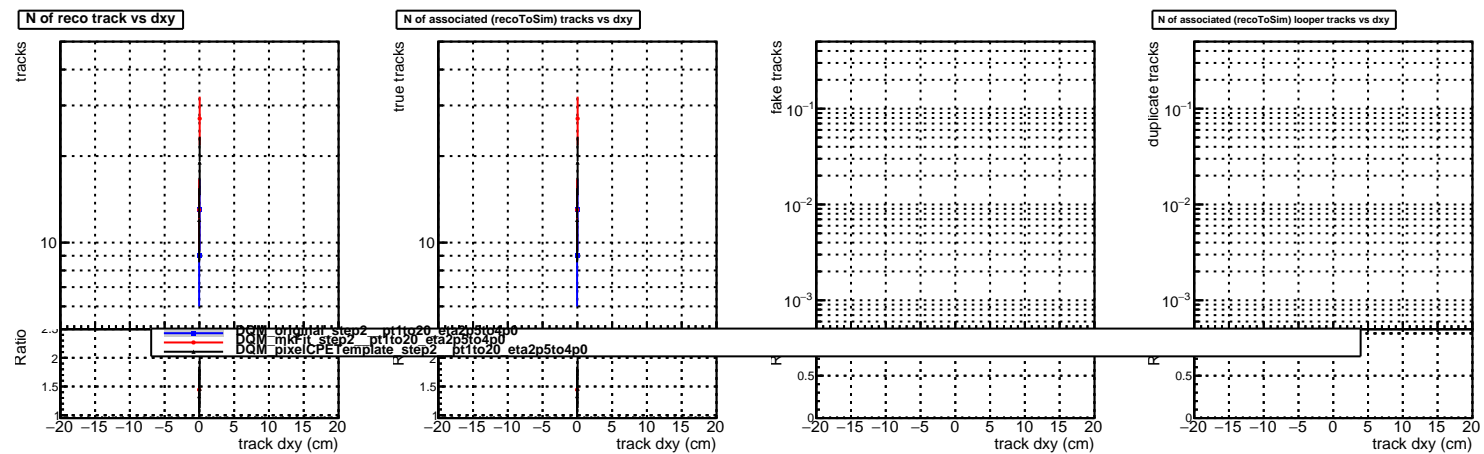 N of reco track vs dxy
N of associated (recoToSim) tracks vs dxy
N of associated (recoToSim) looper tracks vs dxy
tracks
10
true tracks
10
fake tracks
10−1
10−2
10−3
duplicate tracks
10−1
10−2
10−3
DQM_original_step2__pt1to20_eta2p5to4p0
DQM_mkFit_step2__pt1to20_eta2p5to4p0
DQM_pixelCPETemplate_step2__pt1to20_eta2p5to4p0
Ratio
2.5
2
1.5
1
−20 −15 −10 −5 0 5 10 15 20
track dxy (cm)
1.5
1
−20 −15 −10 −5 0 5 10 15 20
track dxy (cm)
0.5
0
−20 −15 −10 −5 0 5 10 15 20
track dxy (cm)
0.5
0
−20 −15 −10 −5 0 5 10 15 20
track dxy (cm)